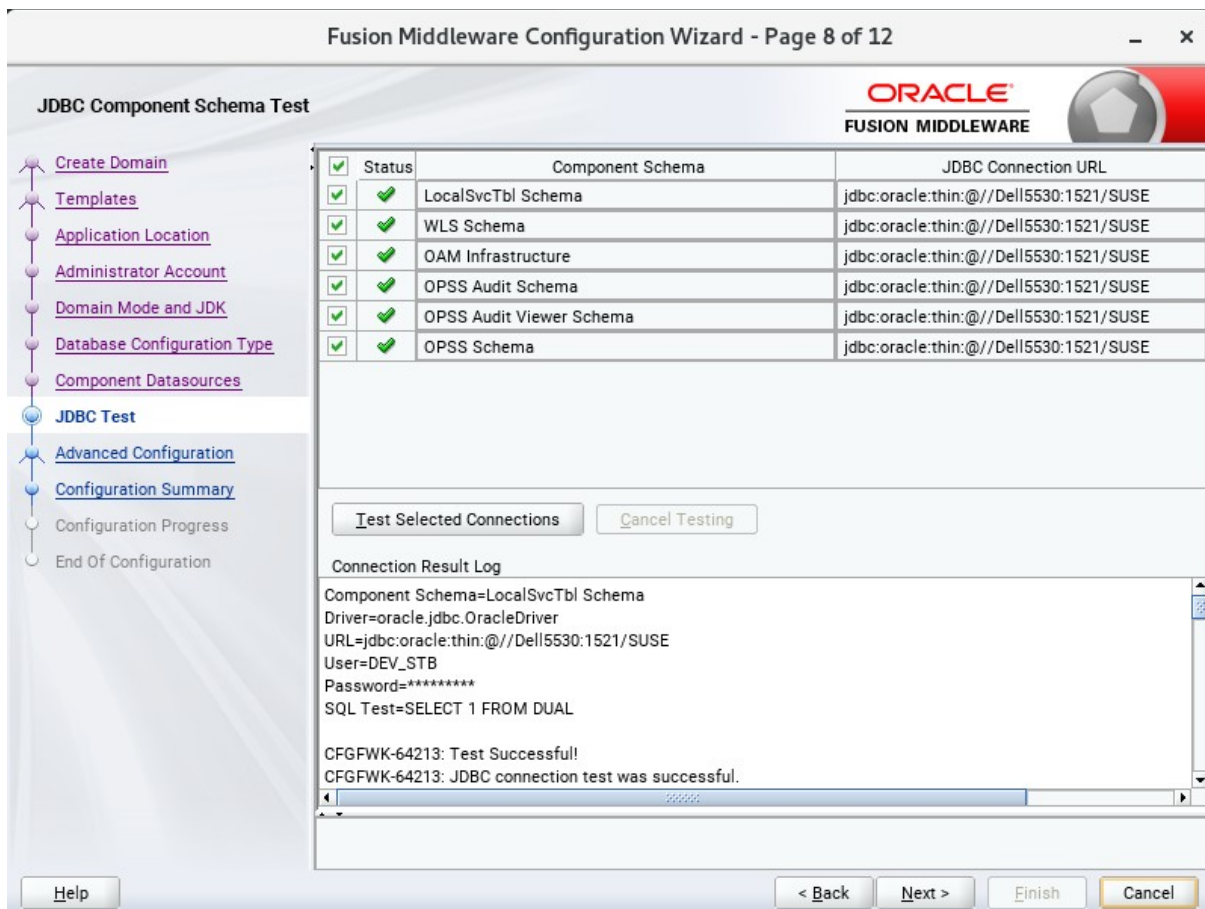 Fusion Middleware Configuration Wizard - Page 8 of 12
JDBC Component Schema Test
ORACLE
FUSION MIDDLEWARE
Create Domain
Templates
Application Location
Administrator Account
Domain Mode and JDK
Database Configuration Type
Component Datasources
JDBC Test
Advanced Configuration
Configuration Summary
Configuration Progress
End Of Configuration
Status Component Schema JDBC Connection URL
LocalSvcTbl Schema jdbc:oracle:thin:@//Dell5530:1521/SUSE
WLS Schema jdbc:oracle:thin:@//Dell5530:1521/SUSE
OAM Infrastructure jdbc:oracle:thin:@//Dell5530:1521/SUSE
OPSS Audit Schema jdbc:oracle:thin:@//Dell5530:1521/SUSE
OPSS Audit Viewer Schema jdbc:oracle:thin:@//Dell5530:1521/SUSE
OPSS Schema jdbc:oracle:thin:@//Dell5530:1521/SUSE
Test Selected Connections Cancel Testing
Connection Result Log
Component Schema=LocalSvcTbl Schema
Driver=oracle.jdbc.OracleDriver
URL=jdbc:oracle:thin:@//Dell5530:1521/SUSE
User=DEV_STB
Password=*********
SQL Test=SELECT 1 FROM DUAL
CFGFWK-64213: Test Successful!
CFGFWK-64213: JDBC connection test was successful.
Help < Back Next > Finish Cancel